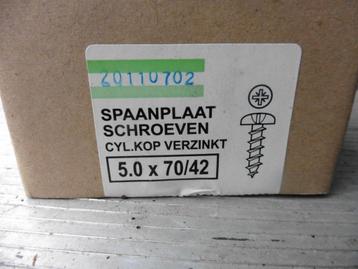 20110702
SPAANPLAAT
SCHROEVEN
CYL.KOP VERZINKT
5.0 x 70/42